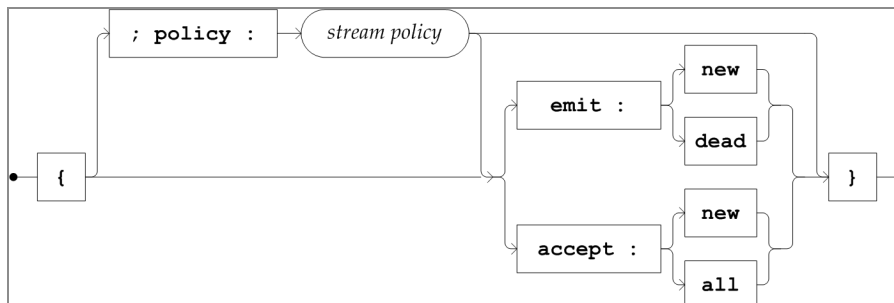 ; policy : stream policy
new
emit :
dead
{ }
new
accept :
all